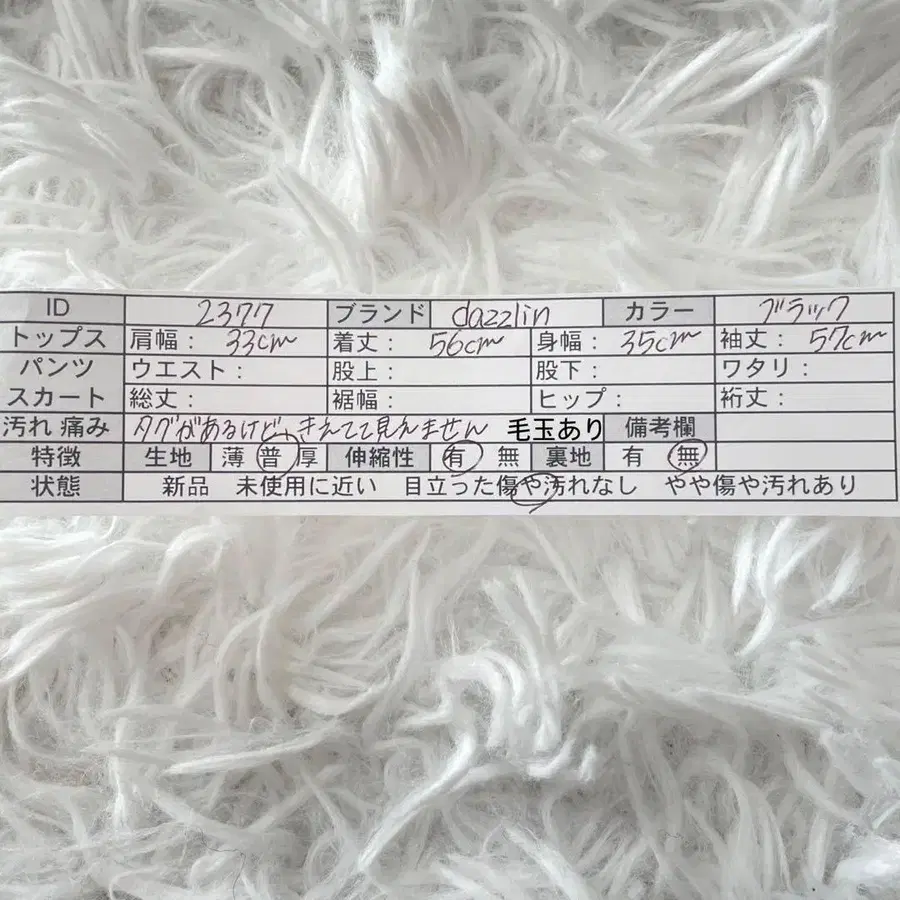 ID 2377 ブランド dazzlin カラー ブラック
トップス 肩幅： 33cm 着丈： 56cm 身幅： 35cm 袖丈： 57cm
パンツ ウエスト： 股上： 股下： ワタリ：
スカート 総丈： 裾幅： ヒップ： 裄丈：
汚れ 痛み タグがあるけど、きえてて見えません 毛玉あり 備考欄
特徴 生地 薄 普 厚 伸縮性 有 無 裏地 有 無
状態 新品 未使用に近い 目立った傷や汚れなし やや傷や汚れあり